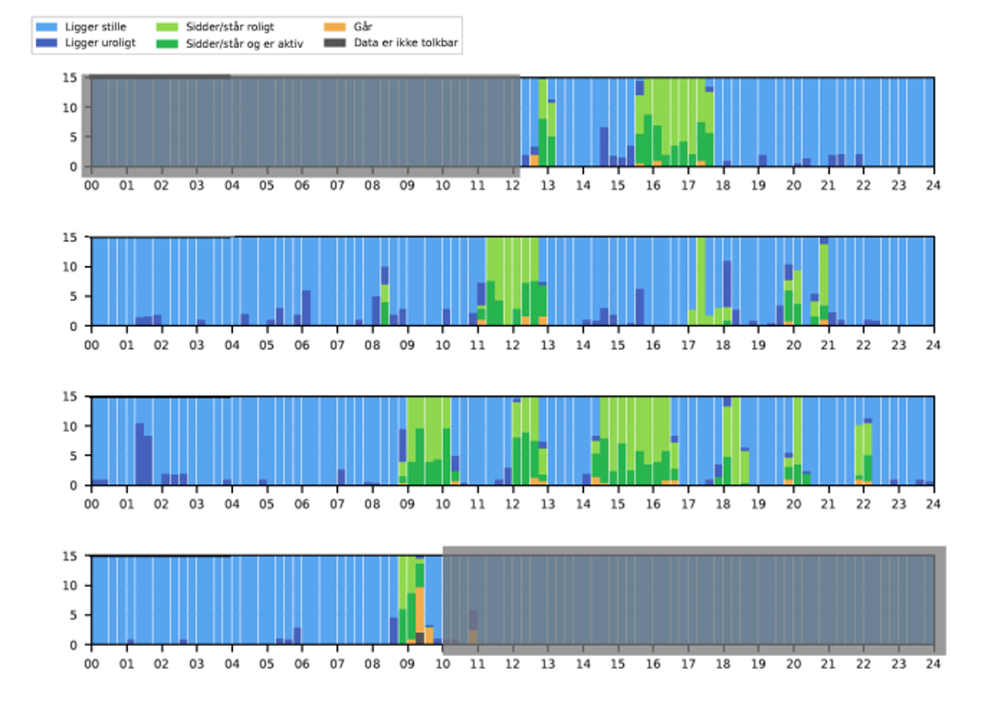 Ligger stille Sidder/står roligt Går
Ligger uroligt Sidder/står og er aktiv Data er ikke tolkbar
15
10
5
0
00 01 02 03 04 05 06 07 08 09 10 11 12 13 14 15 16 17 18 19 20 21 22 23 24
15
10
5
0
00 01 02 03 04 05 06 07 08 09 10 11 12 13 14 15 16 17 18 19 20 21 22 23 24
15
10
5
0
00 01 02 03 04 05 06 07 08 09 10 11 12 13 14 15 16 17 18 19 20 21 22 23 24
15
10
5
0
00 01 02 03 04 05 06 07 08 09 10 11 12 13 14 15 16 17 18 19 20 21 22 23 24